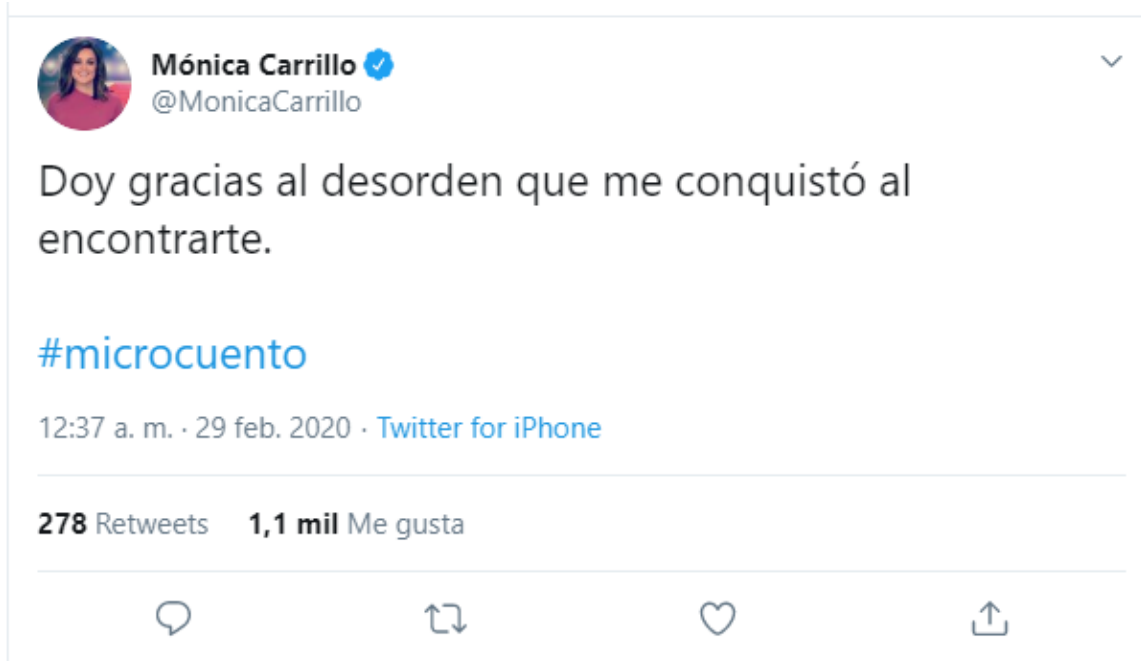 Mónica Carrillo
@MonicaCarrillo
Doy gracias al desorden que me conquistó al
encontrarte.
#microcuento
12:37 a. m. · 29 feb. 2020 · Twitter for iPhone
278 Retweets 1,1 mil Me gusta